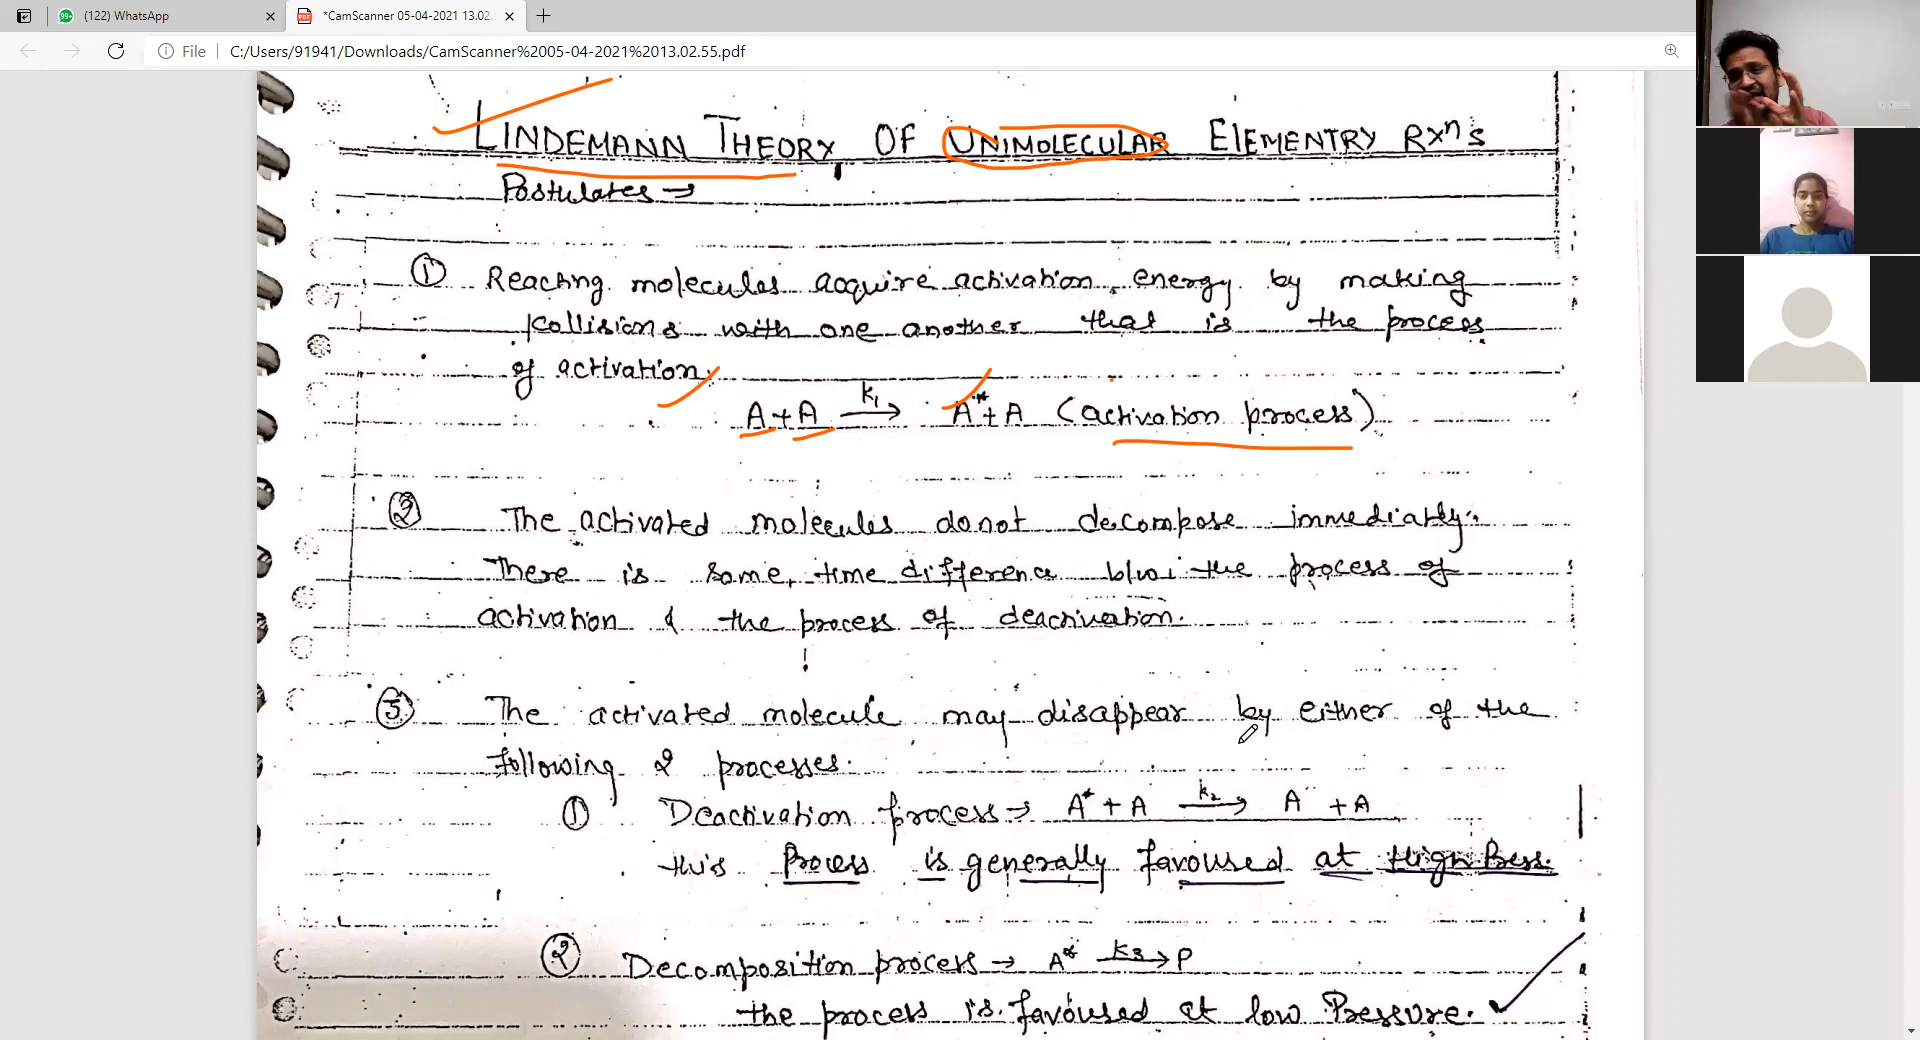 (122) WhatsApp
*CamScanner 05-04-2021 13.02.
File
C:/Users/91941/Downloads/CamScanner%2005-04-2021%2013.02.55.pdf
LINDEMANN THEORY OF UNIMOLECULAR ElEMENTRY RXⁿs
Postulates →
① Reacting molecules acquire activation energy by making
collisions with one another that is the process
of activation.
A + A —k₁→ A* + A (activation process)
② The activated molecules donot decompose immediatly.
There is some time difference b/w the process of
activation & the process of deactivation.
③ The activated molecule may disappear by either of the
following 2 processes.
① Deactivation process → A* + A —k₂→ A + A
this Process is generally favoured at High Press.
② Decomposition process → A* —k3→ P
the process is favoured at low Pressure.